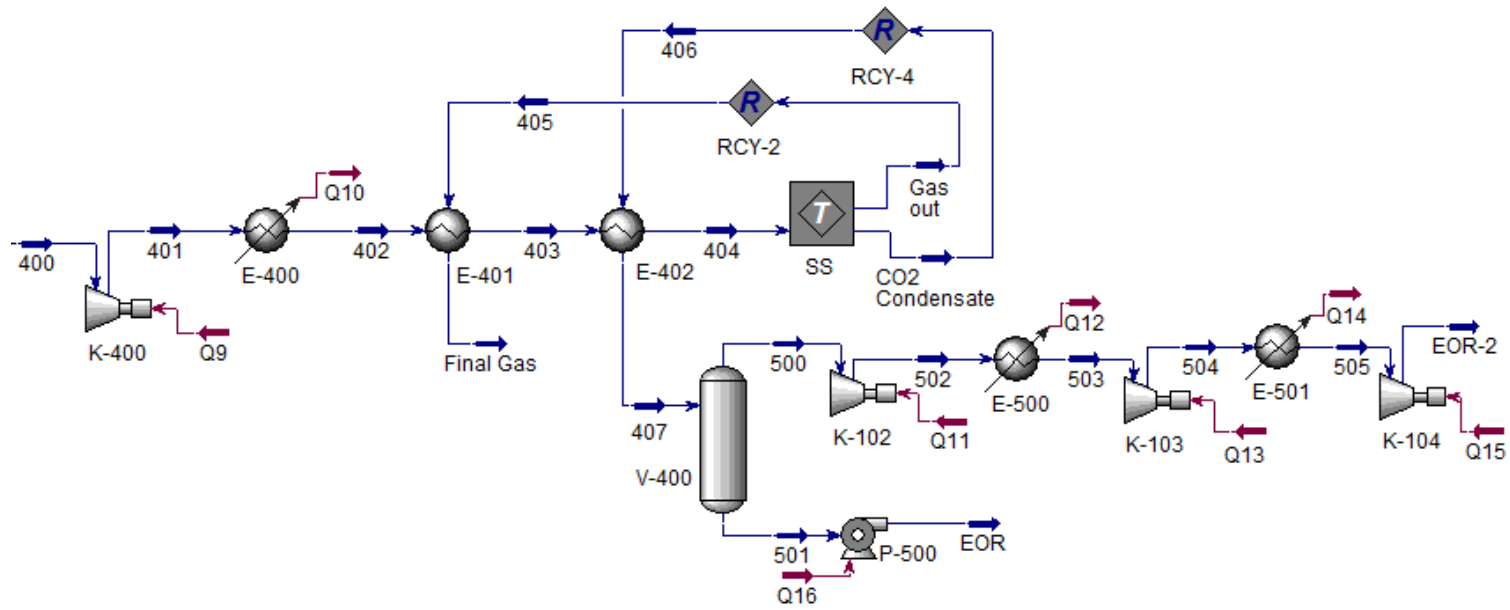 406
RCY-4
405
RCY-2
Q10
Gas
out
400
401
E-400
402
E-401
403
E-402
404
T
SS
CO2
Condensate
K-400
Q9
Final Gas
R
R
500
502
Q12
E-500
503
504
Q14
E-501
505
EOR-2
407
V-400
K-102
Q11
K-103
Q13
K-104
Q15
501
P-500
EOR
Q16